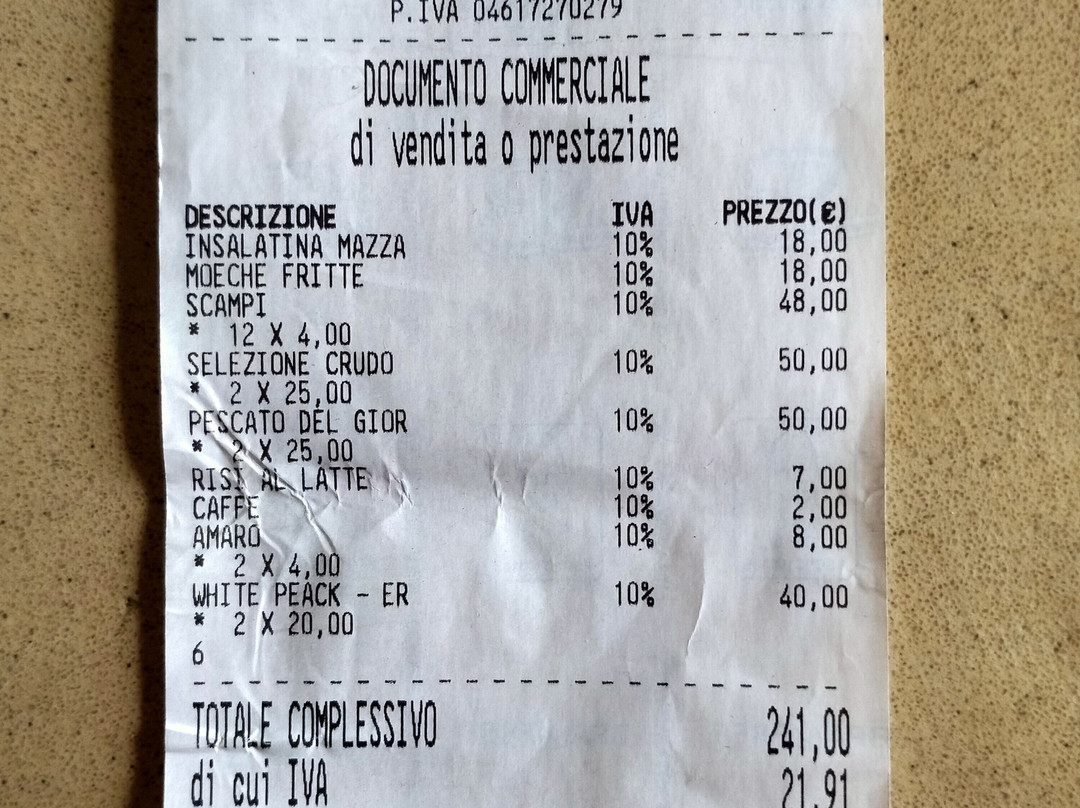 P.IVA 04617270279
DOCUMENTO COMMERCIALE
di vendita o prestazione
DESCRIZIONE IVA PREZZO(€)
INSALATINA MAZZA 10% 18,00
MOECHE FRITTE 10% 18,00
SCAMPI 10% 48,00
* 12 X 4,00
SELEZIONE CRUDO 10% 50,00
* 2 X 25,00
PESCATO DEL GIOR 10% 50,00
* 2 X 25,00
RISI AL LATTE 10% 7,00
CAFFE 10% 2,00
AMARO 10% 8,00
* 2 X 4,00
WHITE PEACK - ER 10% 40,00
* 2 X 20,00
6
TOTALE COMPLESSIVO 241,00
di cui IVA 21,91